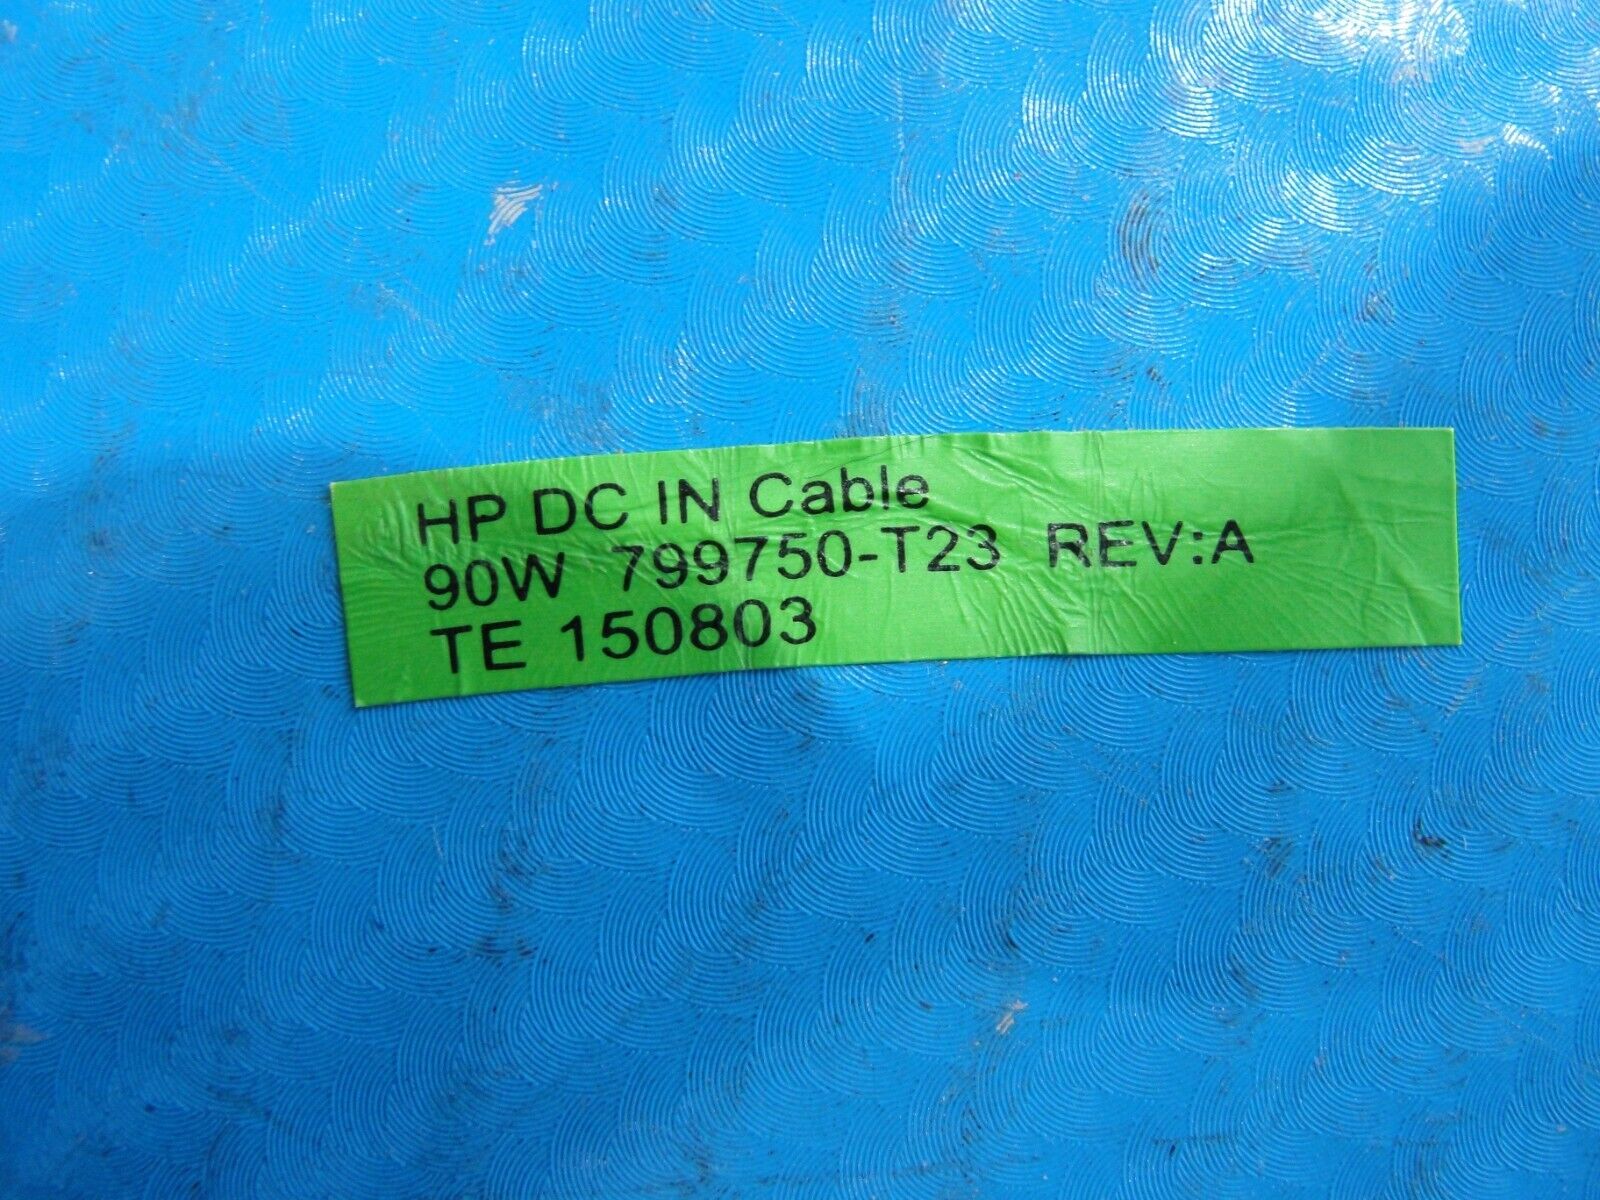 HP DC IN Cable
90W 799750-T23 REV:A
TE 150803